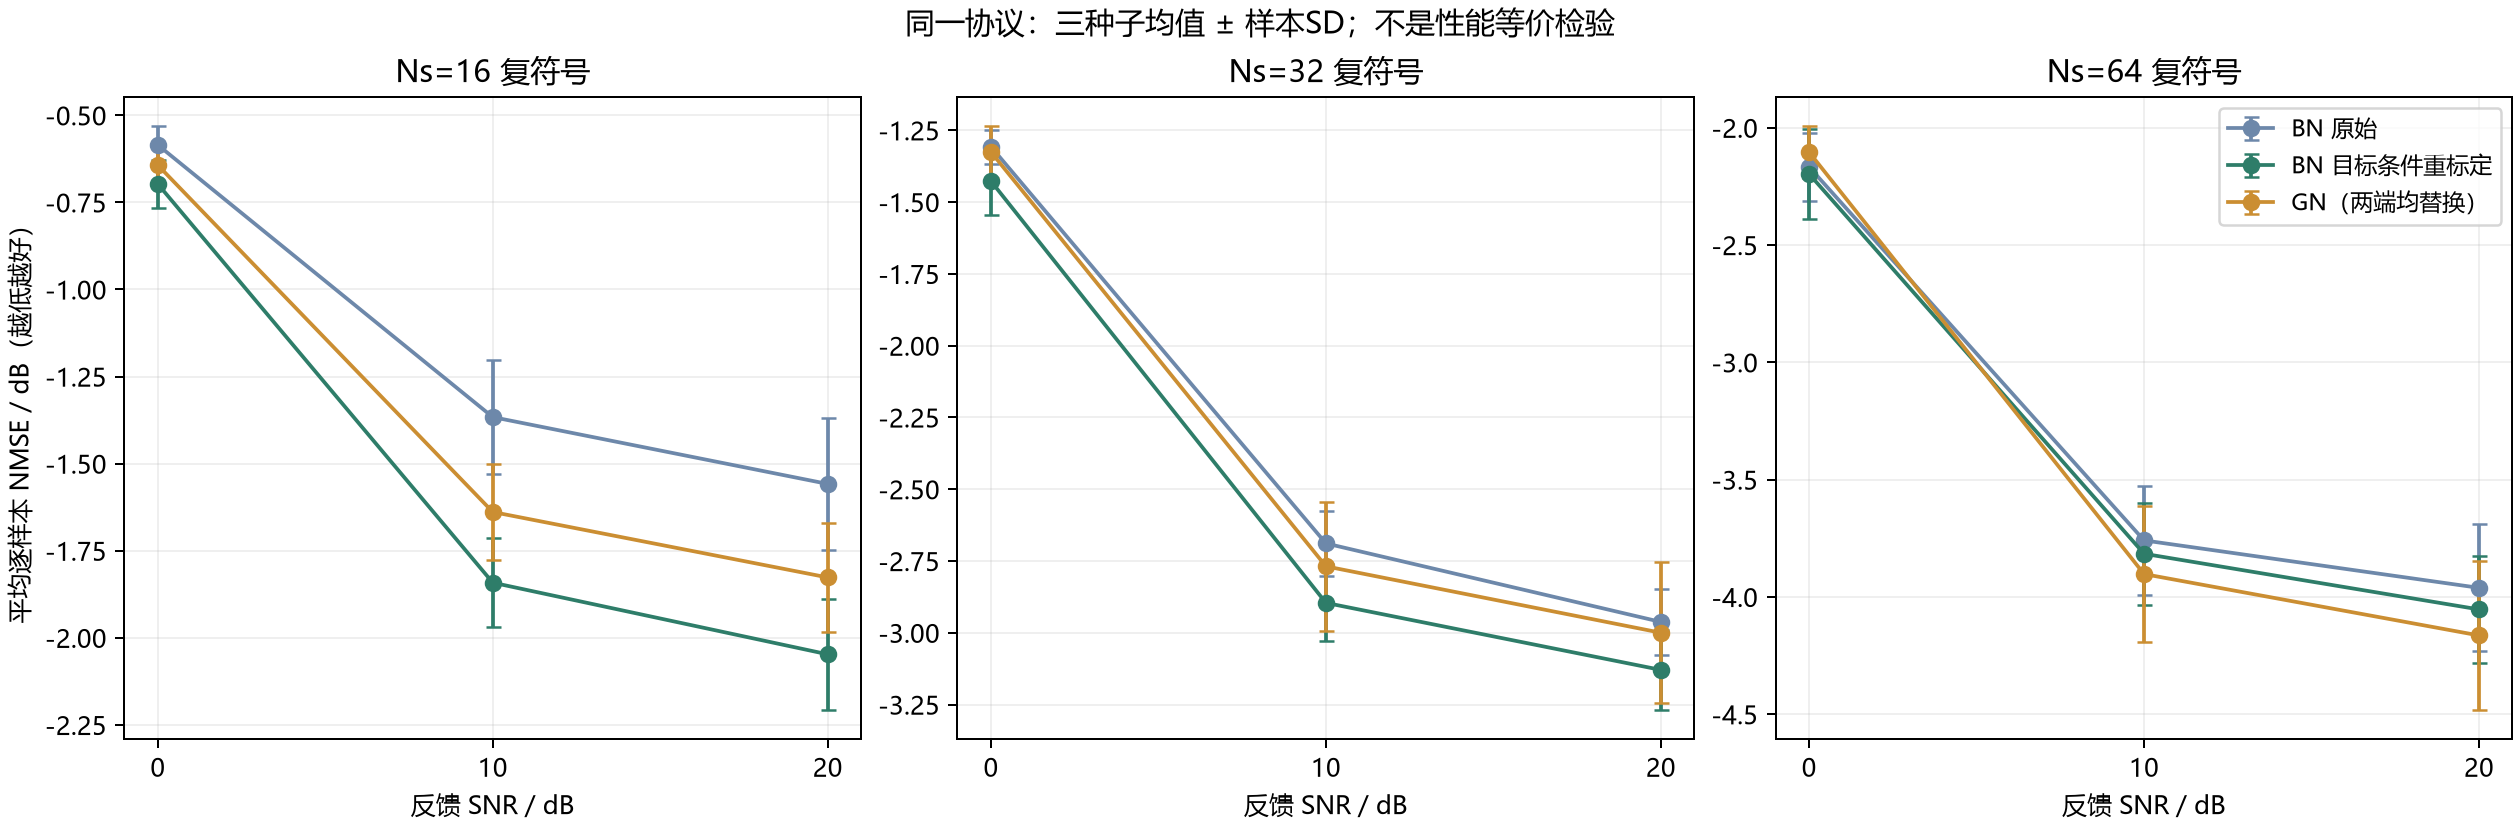 同一协议：三种子均值 ± 样本SD；不是性能等价检验
Ns=16 复符号
Ns=32 复符号
Ns=64 复符号
平均逐样本 NMSE / dB（越低越好）
-0.50
-0.75
-1.00
-1.25
-1.50
-1.75
-2.00
-2.25
0
10
20
反馈 SNR / dB
-1.25
-1.50
-1.75
-2.00
-2.25
-2.50
-2.75
-3.00
-3.25
0
10
20
反馈 SNR / dB
-2.0
-2.5
-3.0
-3.5
-4.0
-4.5
0
10
20
反馈 SNR / dB
BN 原始
BN 目标条件重标定
GN（两端均替换）